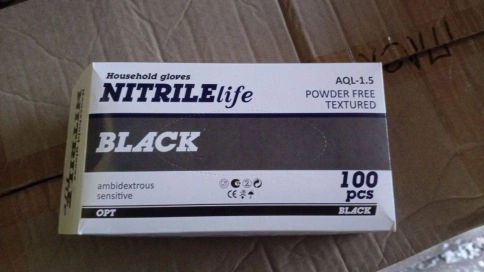 Household gloves
NITRILElife
AQL-1.5
POWDER FREE
TEXTURED
BLACK
ambidextrous
sensitive
100
pcs
OPT
BLACK